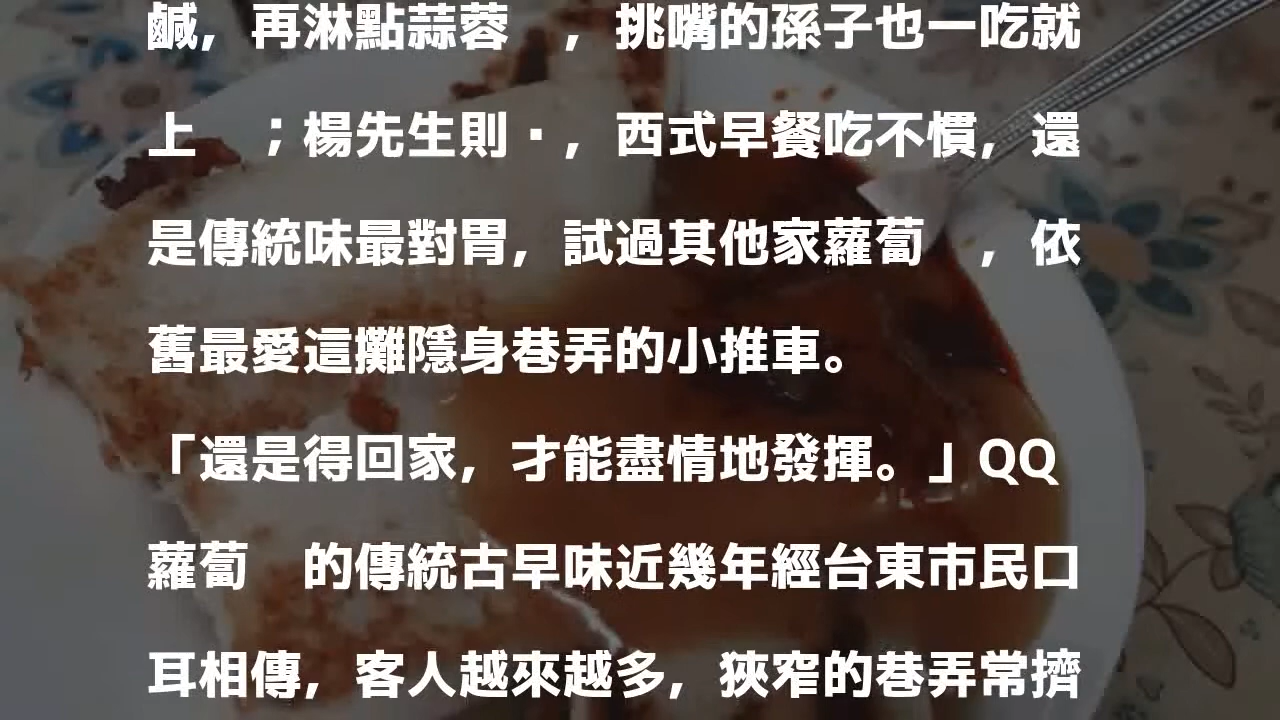 鹹，再淋點蒜蓉　，挑嘴的孫子也一吃就
上　；楊先生則·，西式早餐吃不慣，還
是傳統味最對胃，試過其他家蘿蔔　，依
舊最愛這攤隱身巷弄的小推車。
「還是得回家，才能盡情地發揮。」QQ
蘿蔔　的傳統古早味近幾年經台東市民口
耳相傳，客人越來越多，狹窄的巷弄常擠